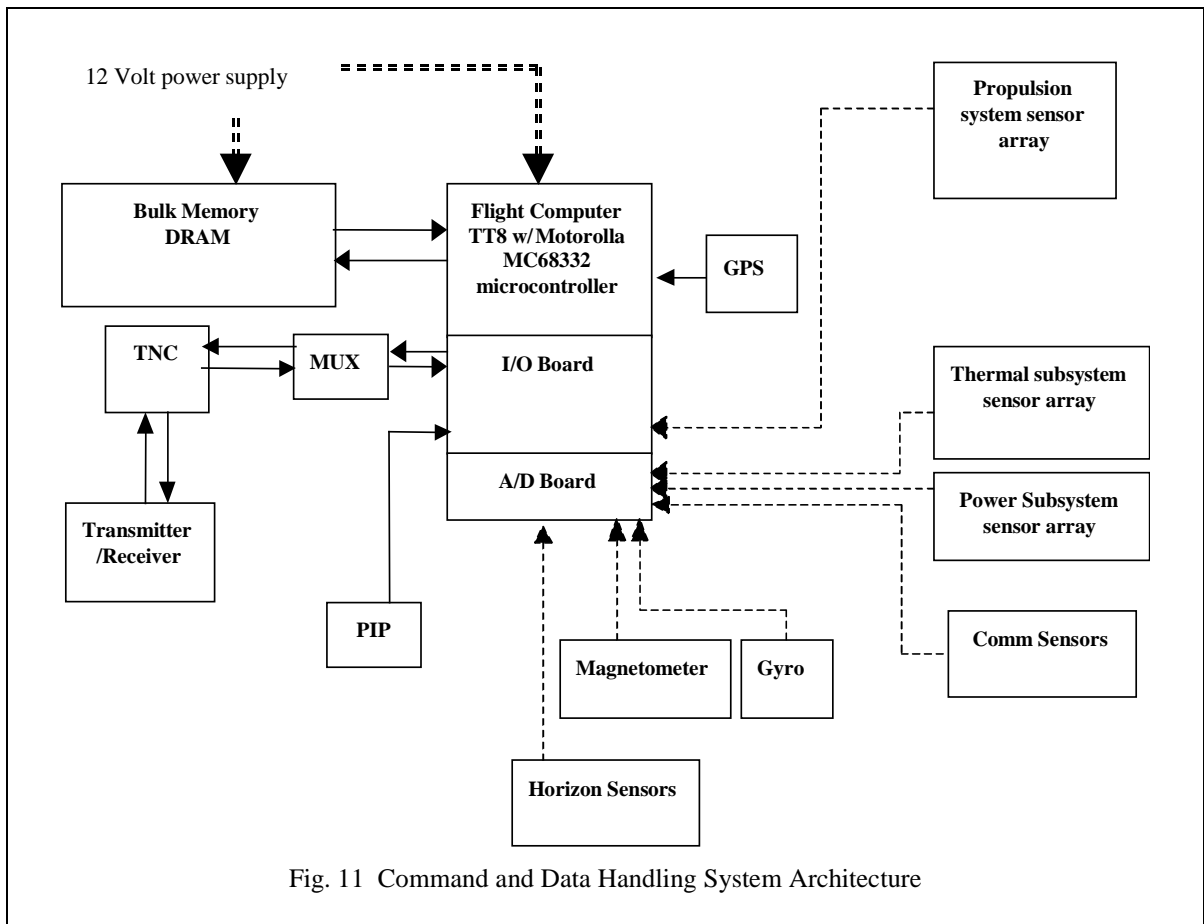 12 Volt power supply
Propulsion
system sensor
array
Bulk Memory
DRAM
Flight Computer
TT8 w/Motorolla
MC68332
microcontroller
GPS
TNC
MUX
I/O Board
Thermal subsystem
sensor array
A/D Board
Power Subsystem
sensor array
Transmitter
/Receiver
PIP
Magnetometer
Gyro
Comm Sensors
Horizon Sensors
Fig. 11 Command and Data Handling System Architecture